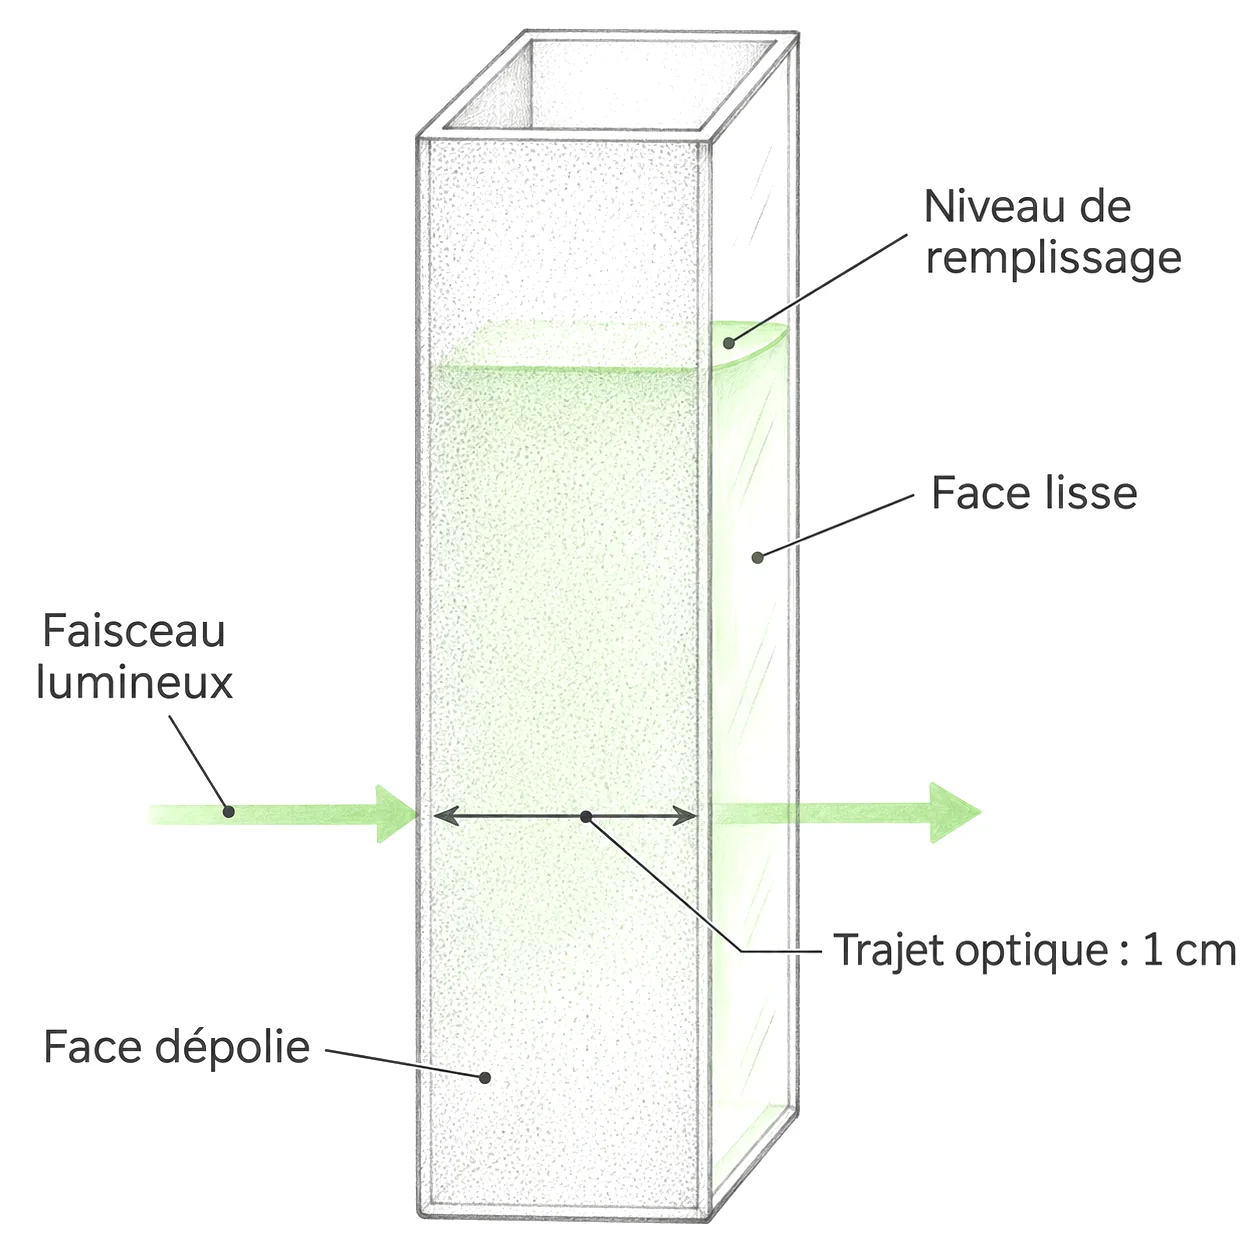 Niveau de
remplissage
Face lisse
Faisceau
lumineux
Trajet optique : 1 cm
Face dépolie